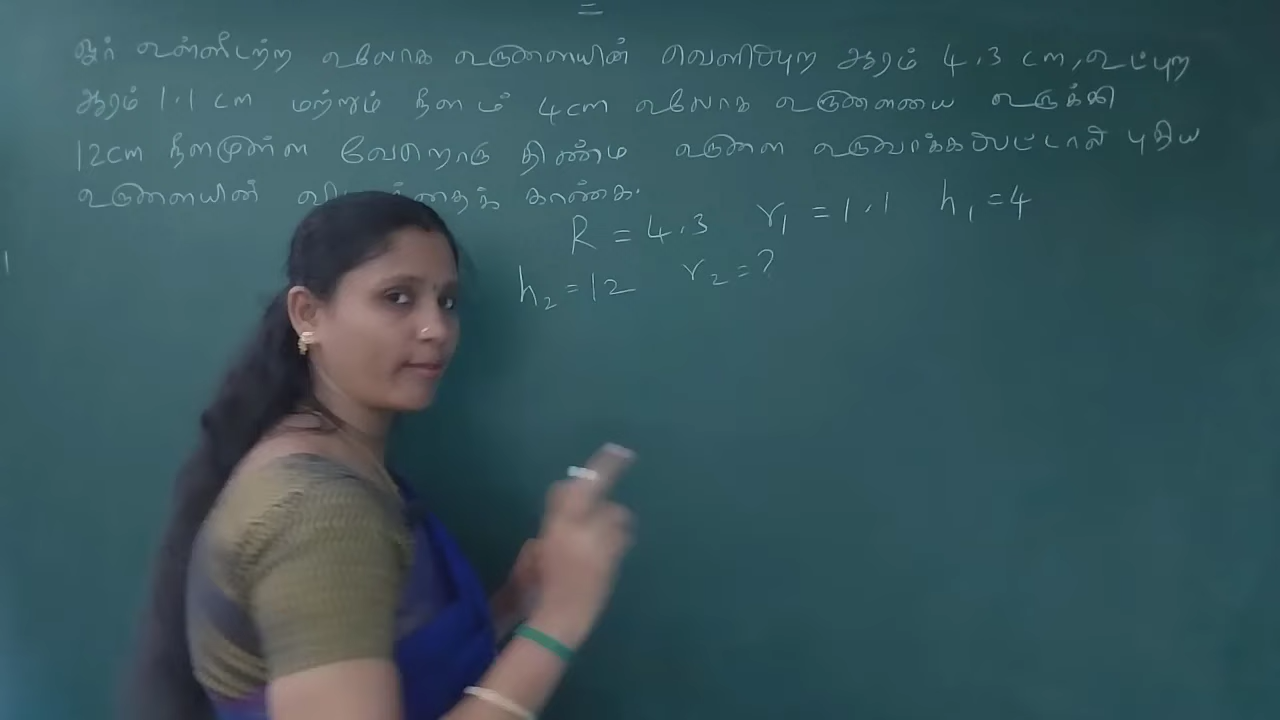 ஓர் உள்ளீடற்ற உலோக உருளையின் வெளிப்புற ஆரம் 4.3 cm, உட்புற
ஆரம் 1.1 cm மற்றும் நீளம் 4cm உலோக உருளையை உருக்கி
12cm நீளமுள்ள வேறொரு திண்ம உருளை உருவாக்கப்பட்டால் புதிய
உருளையின் காண்க.
R = 4.3 r₁ = 1.1 h₁ = 4
h₂ = 12 r₂ = ?